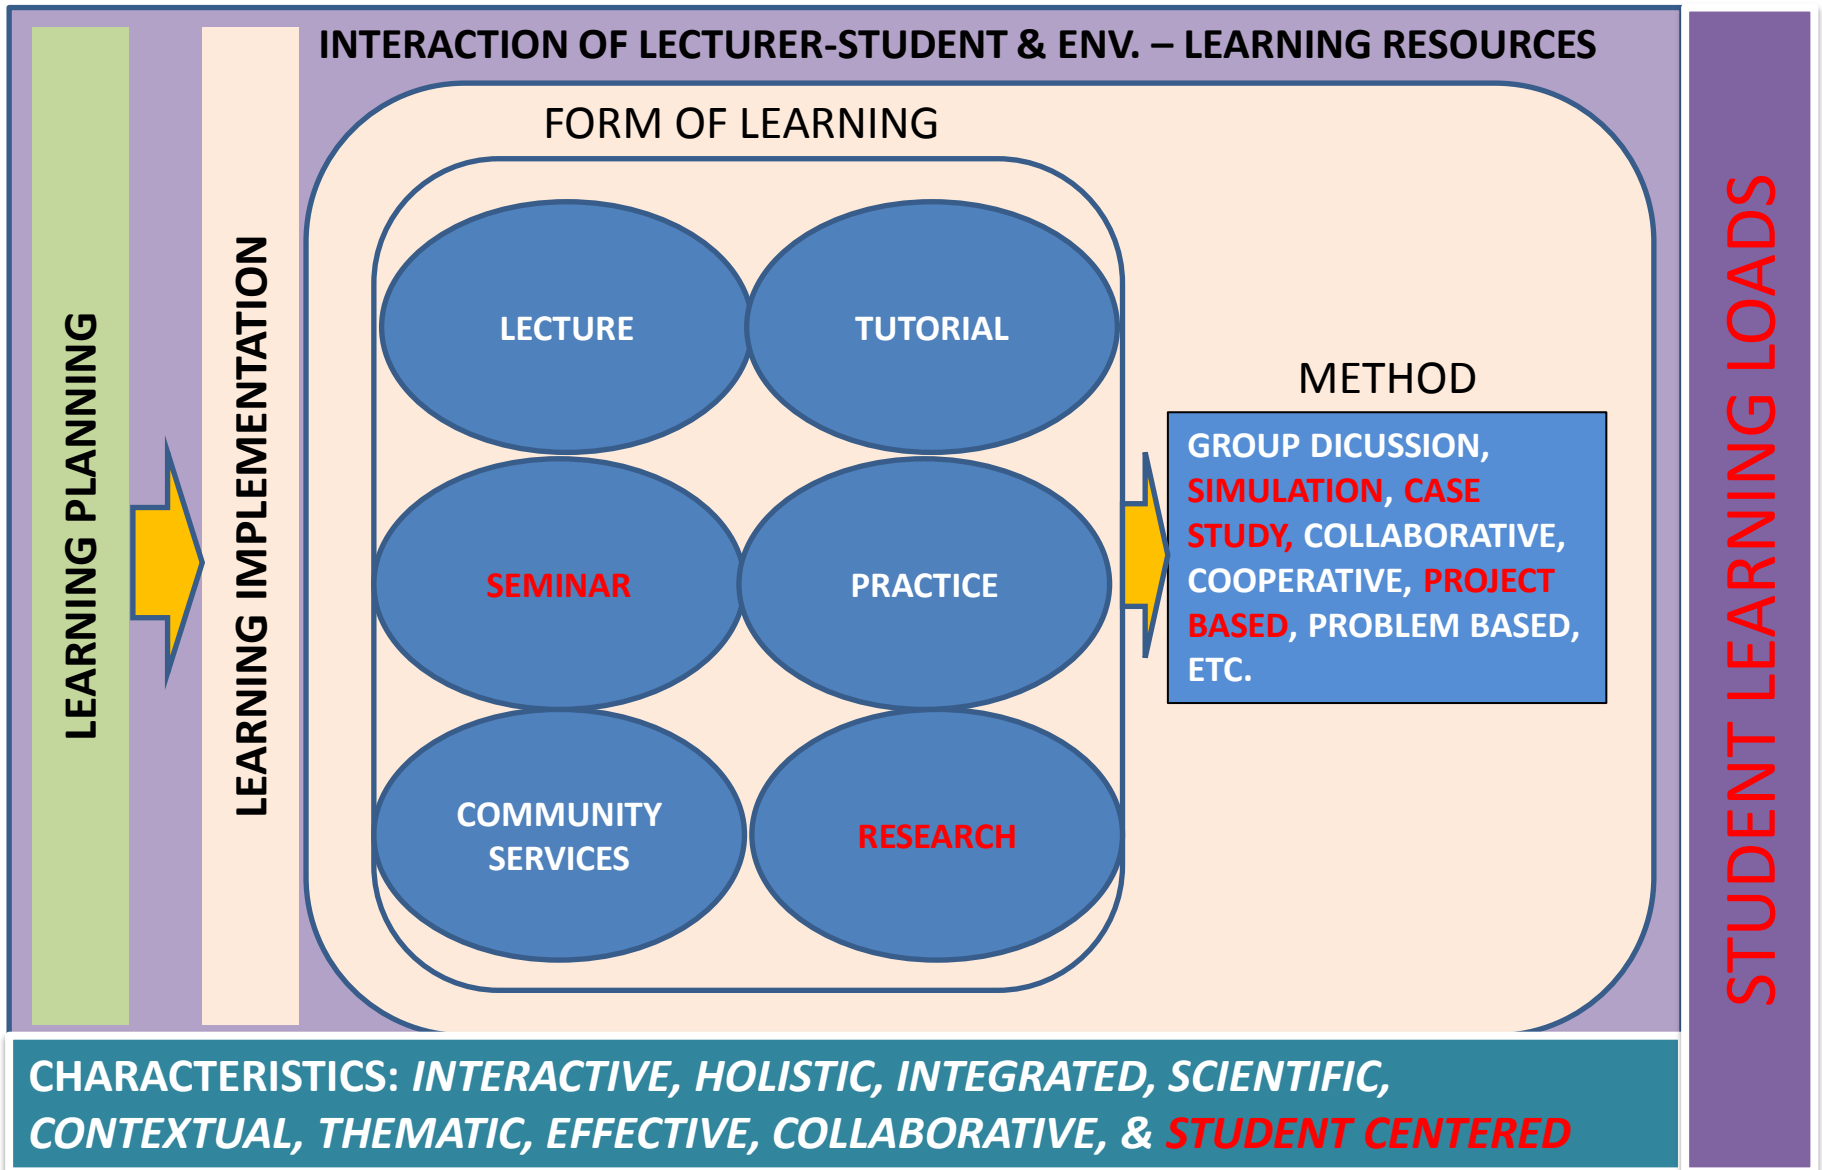 INTERACTION OF LECTURER-STUDENT & ENV. – LEARNING RESOURCES
LEARNING PLANNING
LEARNING IMPLEMENTATION
FORM OF LEARNING
LECTURE
TUTORIAL
SEMINAR
PRACTICE
COMMUNITY
SERVICES
RESEARCH
METHOD
GROUP DICUSSION,
SIMULATION, CASE
STUDY, COLLABORATIVE,
COOPERATIVE, PROJECT
BASED, PROBLEM BASED,
ETC.
STUDENT LEARNING LOADS
CHARACTERISTICS: INTERACTIVE, HOLISTIC, INTEGRATED, SCIENTIFIC,
CONTEXTUAL, THEMATIC, EFFECTIVE, COLLABORATIVE, & STUDENT CENTERED